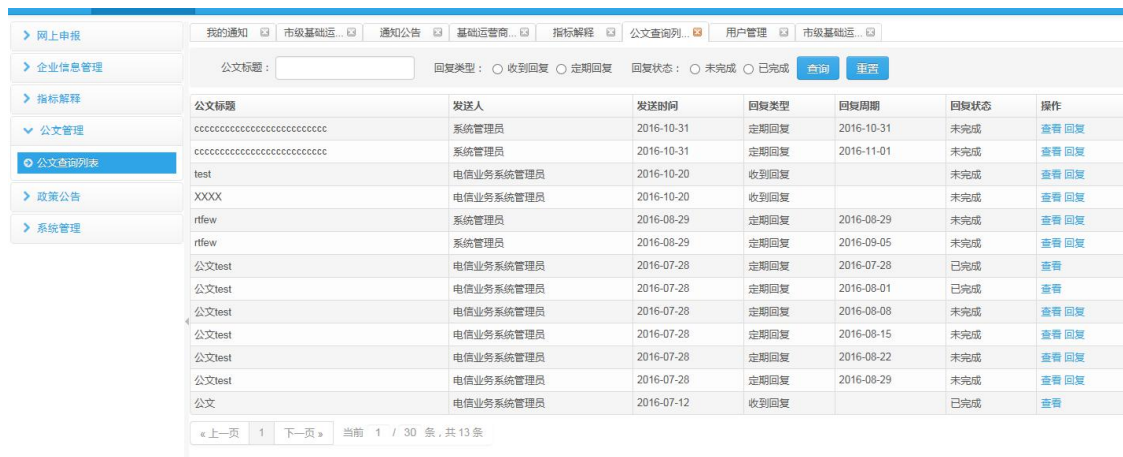 我的通知 市级基础运... 通知公告 基础运营商... 指标解释 公文查询列... 用户管理 市级基础运...
网上申报
企业信息管理
指标解释
公文管理
公文查询列表
政策公告
系统管理
公文标题： 回复类型： 收到回复 定期回复 回复状态： 未完成 已完成 查询 重置
公文标题 发送人 发送时间 回复类型 回复周期 回复状态 操作
cccccccccccccccccccccccccc 系统管理员 2016-10-31 定期回复 2016-10-31 未完成 查看 回复
cccccccccccccccccccccccccc 系统管理员 2016-10-31 定期回复 2016-11-01 未完成 查看 回复
test 电信业务系统管理员 2016-10-20 收到回复 未完成 查看 回复
XXXX 电信业务系统管理员 2016-10-20 收到回复 未完成 查看 回复
rtfew 系统管理员 2016-08-29 定期回复 2016-08-29 未完成 查看 回复
rtfew 系统管理员 2016-08-29 定期回复 2016-09-05 未完成 查看 回复
公文test 电信业务系统管理员 2016-07-28 定期回复 2016-07-28 已完成 查看
公文test 电信业务系统管理员 2016-07-28 定期回复 2016-08-01 已完成 查看
公文test 电信业务系统管理员 2016-07-28 定期回复 2016-08-08 未完成 查看 回复
公文test 电信业务系统管理员 2016-07-28 定期回复 2016-08-15 未完成 查看 回复
公文test 电信业务系统管理员 2016-07-28 定期回复 2016-08-22 未完成 查看 回复
公文test 电信业务系统管理员 2016-07-28 定期回复 2016-08-29 未完成 查看 回复
公文 电信业务系统管理员 2016-07-12 收到回复 已完成 查看
« 上一页 1 下一页 » 当前 1 / 30 条，共 13 条